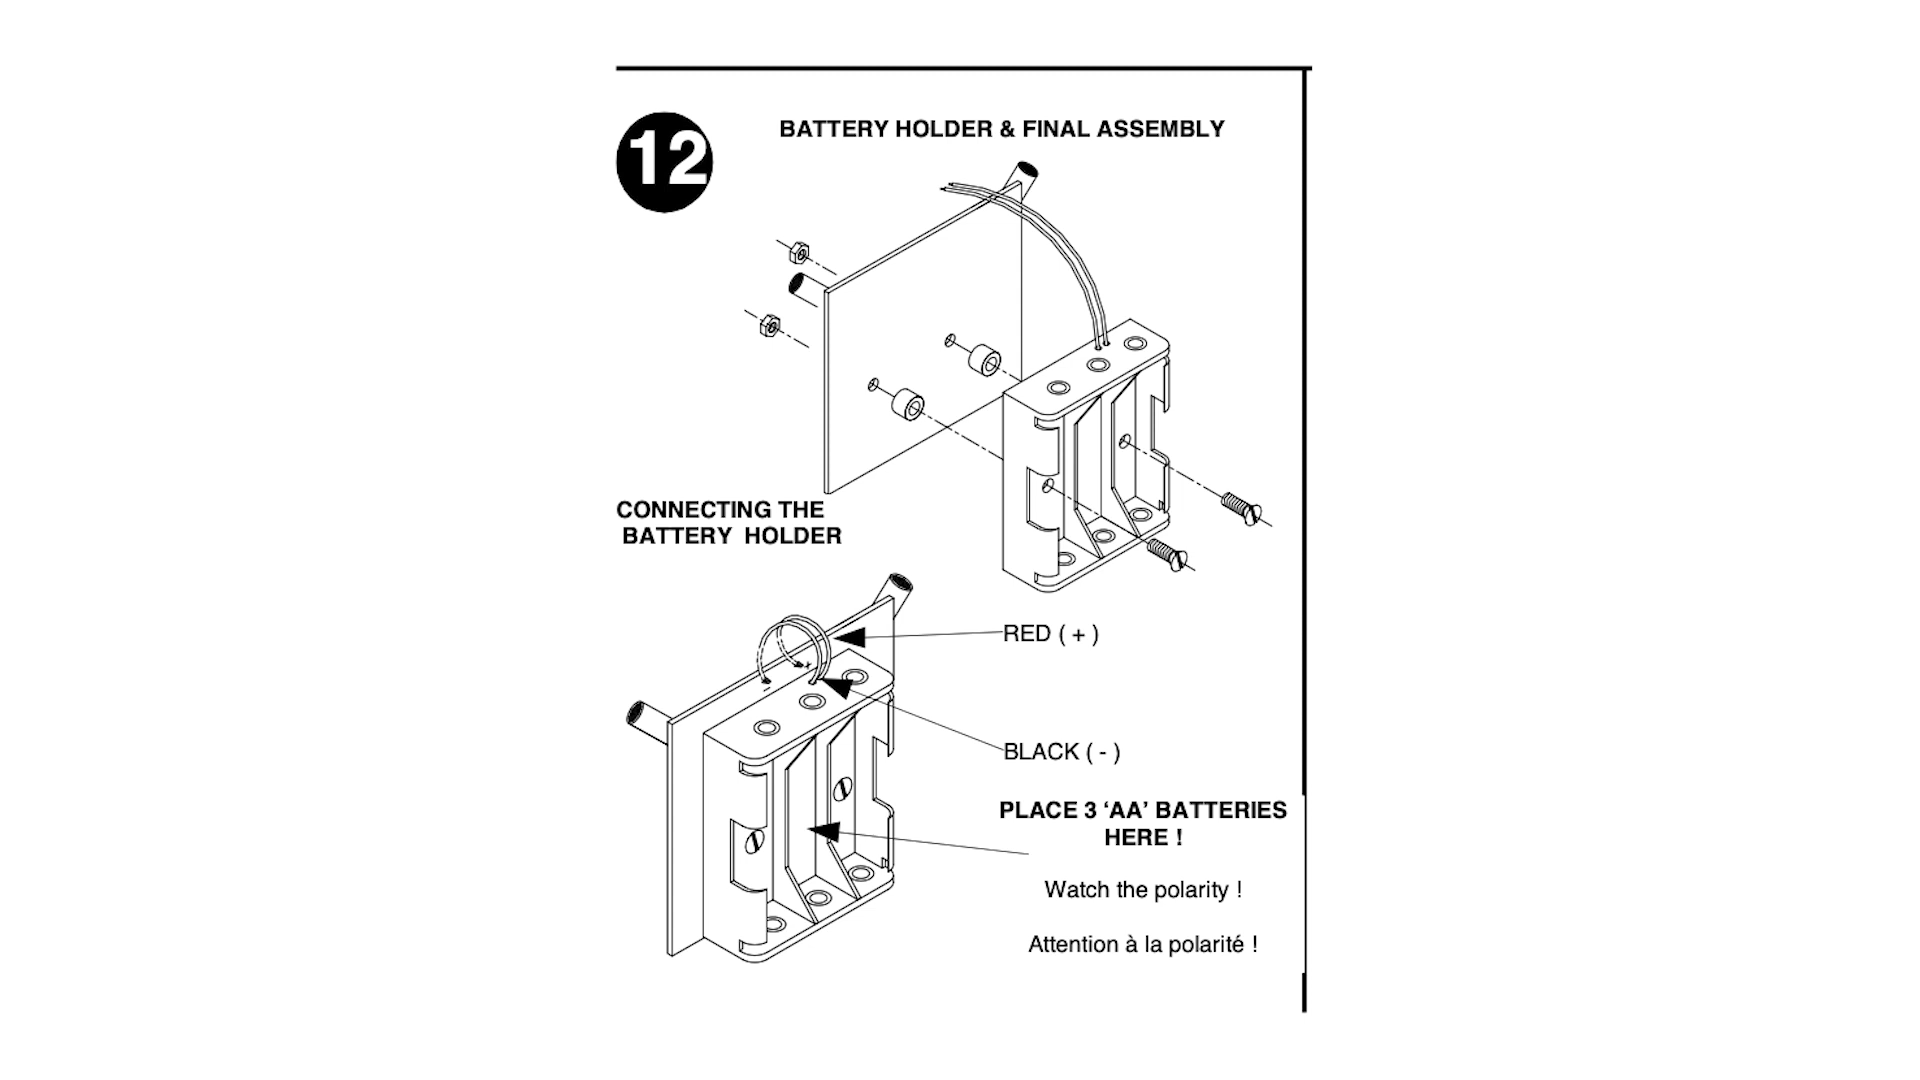 12
BATTERY HOLDER & FINAL ASSEMBLY
CONNECTING THE
BATTERY HOLDER
RED ( + )
BLACK ( - )
PLACE 3 ‘AA’ BATTERIES
HERE !
Watch the polarity !
Attention à la polarité !